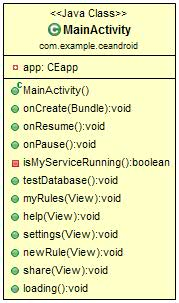 <<Java Class>>
C MainActivity
com.example.ceandroid
app: CEapp
C MainActivity()
onCreate(Bundle):void
onResume():void
onPause():void
isMyServiceRunning():boolean
testDatabase():void
myRules(View):void
help(View):void
settings(View):void
newRule(View):void
share(View):void
loading():void